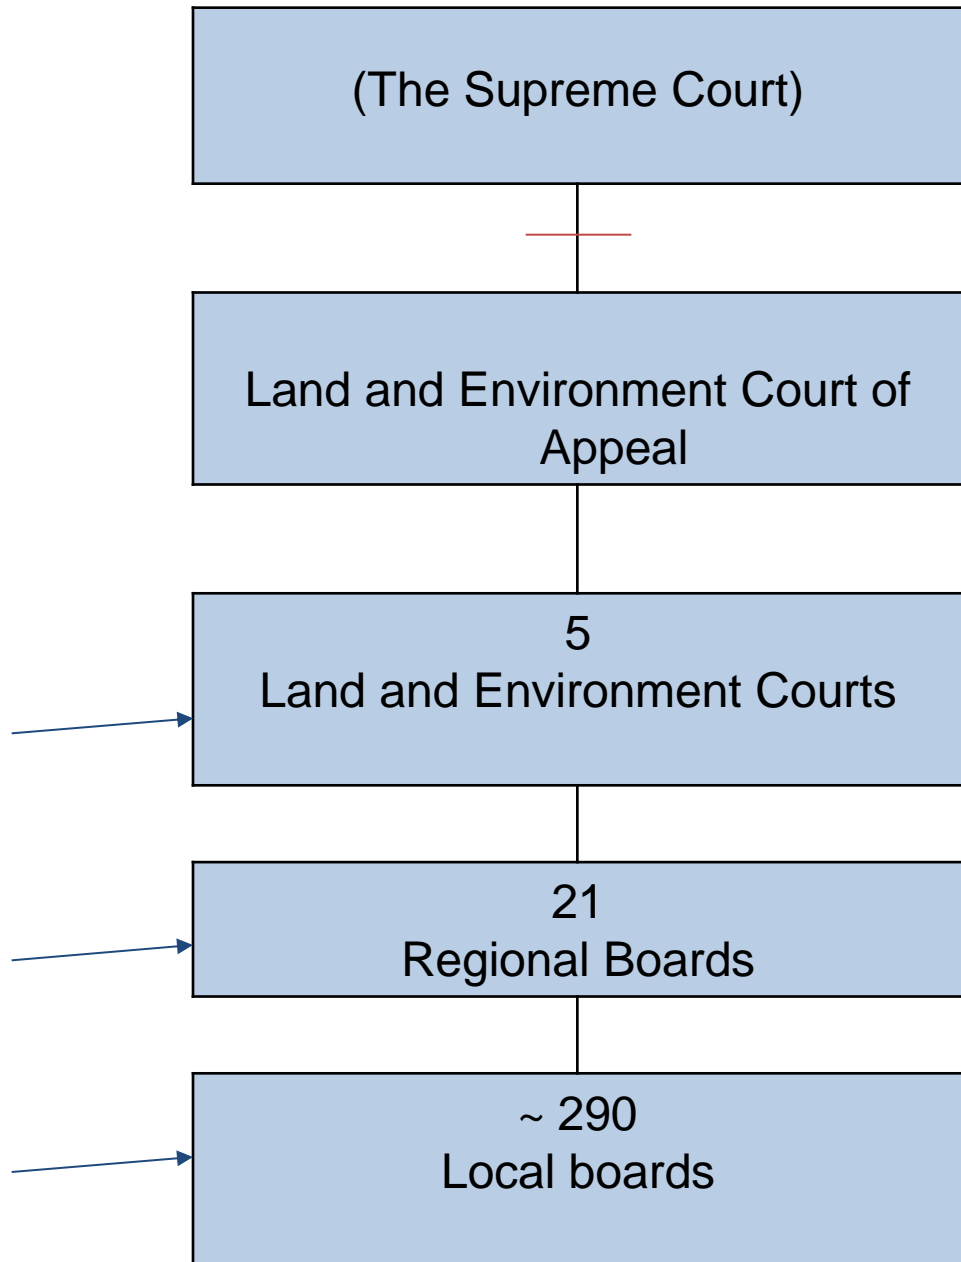 (The Supreme Court)
Land and Environment Court of
Appeal
5
Land and Environment Courts
21
Regional Boards
~ 290
Local boards